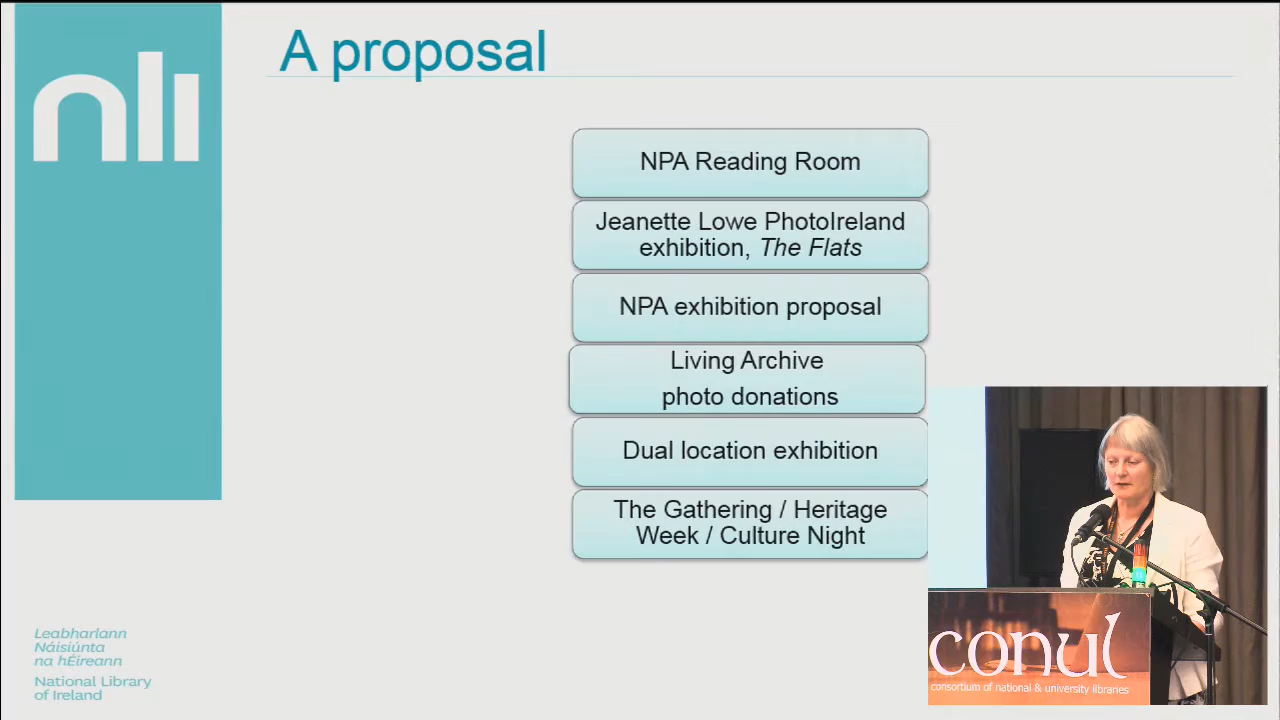 nli
A proposal
NPA Reading Room
Jeanette Lowe PhotoIreland
exhibition, The Flats
NPA exhibition proposal
Living Archive
photo donations
Dual location exhibition
The Gathering / Heritage
Week / Culture Night
Leabharlann
Náisiúnta
na hÉireann
National Library
of Ireland
conul
consortium of national & university libraries